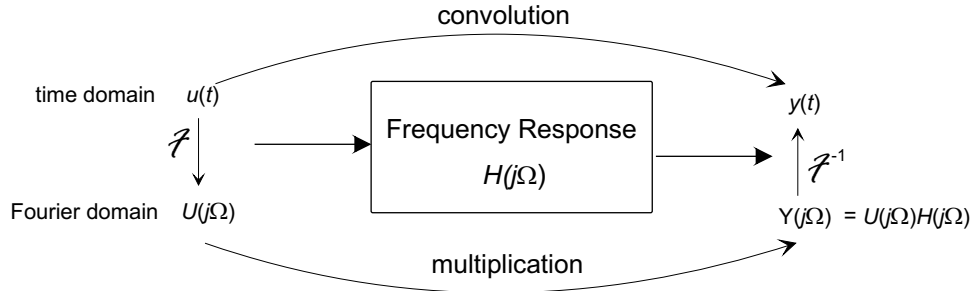 convolution
time domain u(t)
y(t)
Frequency Response
H(jΩ)
ℱ
ℱ-1
Fourier domain U(jΩ)
Y(jΩ) = U(jΩ)H(jΩ)
multiplication